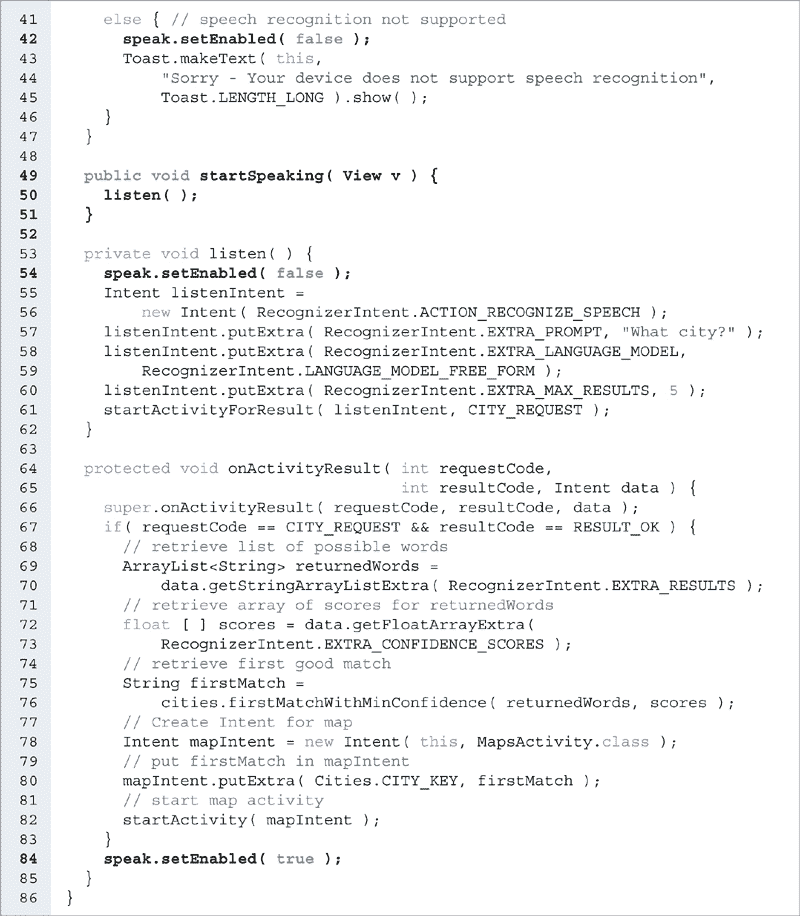 41 else { // speech recognition not supported
42 speak.setEnabled( false );
43 Toast.makeText( this,
44 "Sorry - Your device does not support speech recognition",
45 Toast.LENGTH_LONG ).show( );
46 }
47 }
48
49 public void startSpeaking( View v ) {
50 listen( );
51 }
52
53 private void listen( ) {
54 speak.setEnabled( false );
55 Intent listenIntent =
56 new Intent( RecognizerIntent.ACTION_RECOGNIZE_SPEECH );
57 listenIntent.putExtra( RecognizerIntent.EXTRA_PROMPT, "What city?" );
58 listenIntent.putExtra( RecognizerIntent.EXTRA_LANGUAGE_MODEL,
59 RecognizerIntent.LANGUAGE_MODEL_FREE_FORM );
60 listenIntent.putExtra( RecognizerIntent.EXTRA_MAX_RESULTS, 5 );
61 startActivityForResult( listenIntent, CITY_REQUEST );
62 }
63
64 protected void onActivityResult( int requestCode,
65 int resultCode, Intent data ) {
66 super.onActivityResult( requestCode, resultCode, data );
67 if( requestCode == CITY_REQUEST && resultCode == RESULT_OK ) {
68 // retrieve list of possible words
69 ArrayList<String> returnedWords =
70 data.getStringArrayListExtra( RecognizerIntent.EXTRA_RESULTS );
71 // retrieve array of scores for returnedWords
72 float [ ] scores = data.getFloatArrayExtra(
73 RecognizerIntent.EXTRA_CONFIDENCE_SCORES );
74 // retrieve first good match
75 String firstMatch =
76 cities.firstMatchWithMinConfidence( returnedWords, scores );
77 // Create Intent for map
78 Intent mapIntent = new Intent( this, MapsActivity.class );
79 // put firstMatch in mapIntent
80 mapIntent.putExtra( Cities.CITY_KEY, firstMatch );
81 // start map activity
82 startActivity( mapIntent );
83 }
84 speak.setEnabled( true );
85 }
86 }